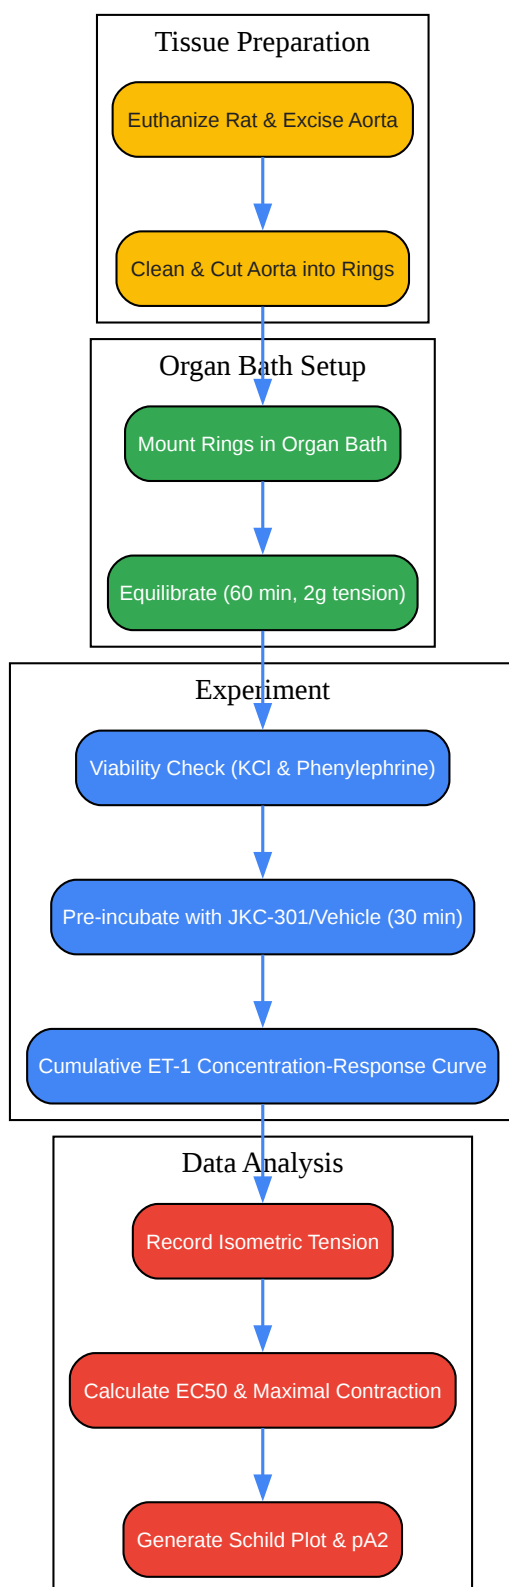 Tissue Preparation
Euthanize Rat & Excise Aorta
Clean & Cut Aorta into Rings
Organ Bath Setup
Mount Rings in Organ Bath
Equilibrate (60 min, 2g tension)
Experiment
Viability Check (KCl & Phenylephrine)
Pre-incubate with JKC-301/Vehicle (30 min)
Cumulative ET-1 Concentration-Response Curve
Data Analysis
Record Isometric Tension
Calculate EC50 & Maximal Contraction
Generate Schild Plot & pA2